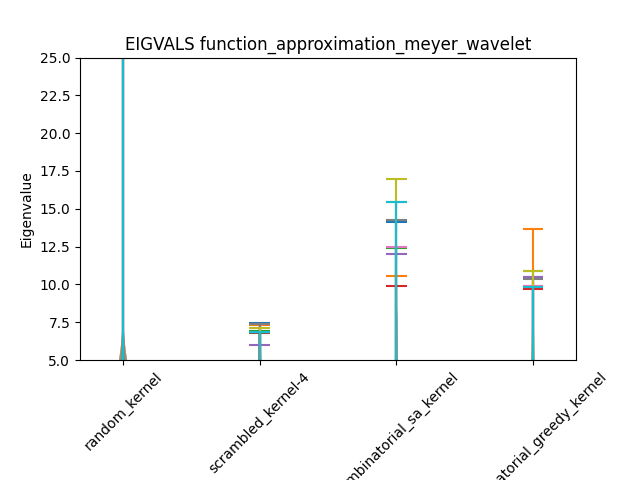 EIGVALS function_approximation_meyer_wavelet
25.0
22.5
20.0
17.5
15.0
12.5
10.0
7.5
5.0
Eigenvalue
random_kernel
scrambled_kernel-4
mbinatorial_sa_kernel
atorial_greedy_kernel